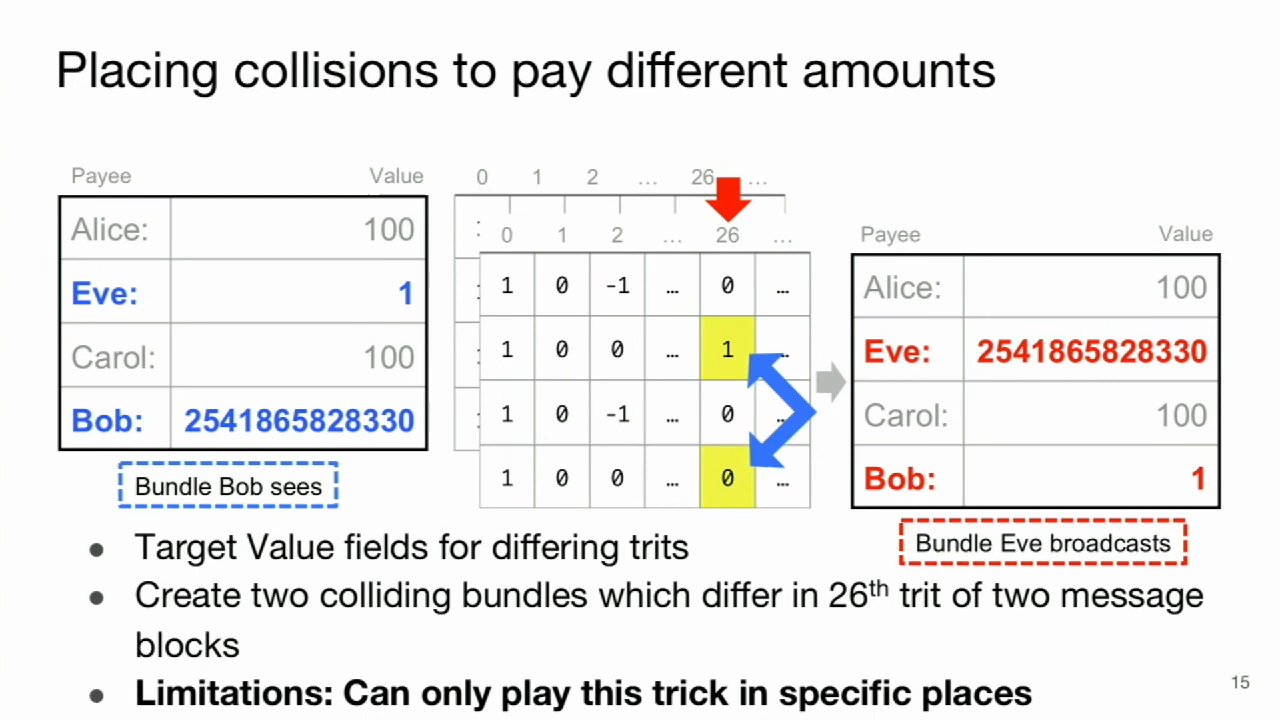 Placing collisions to pay different amounts
Payee Value
Alice: 100
Eve: 1
Carol: 100
Bob: 2541865828330
Bundle Bob sees
0 1 2 … 26 …
0 1 2 … 26 …
1 0 -1 … 0 …
1 0 0 … 1 …
1 0 -1 … 0 …
1 0 0 … 0 …
Payee Value
Alice: 100
Eve: 2541865828330
Carol: 100
Bob: 1
Bundle Eve broadcasts
● Target Value fields for differing trits
● Create two colliding bundles which differ in 26th trit of two message
blocks
● Limitations: Can only play this trick in specific places
15